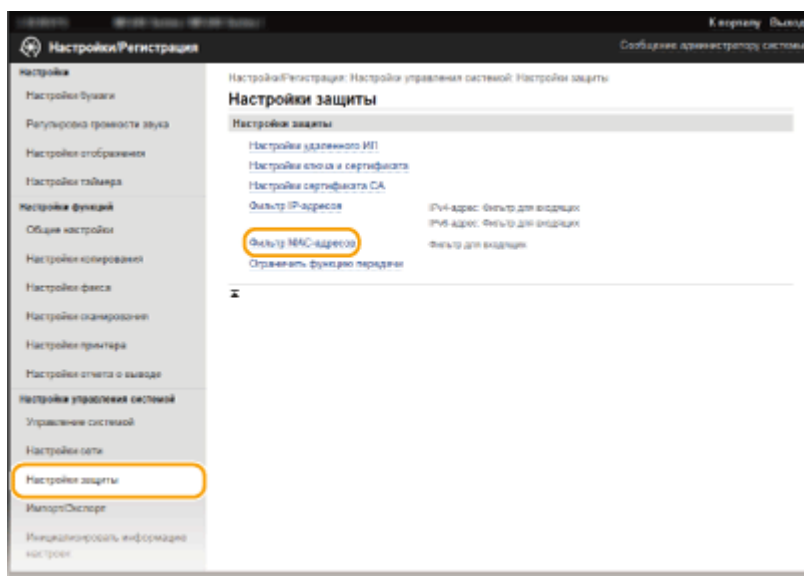 К порталу Выход
Настройки/Регистрация
Сообщение администратору системы
Настройки
Настройки бумаги
Регулировка громкости звука
Настройки отображения
Настройки таймера
Настройки функций
Общие настройки
Настройки копирования
Настройки факса
Настройки сканирования
Настройки принтера
Настройки отчета о выводе
Настройки управления системой
Управление системой
Настройки сети
Настройки защиты
Импорт/Экспорт
Инициализировать информацию
настроек
Настройки/Регистрация: Настройки управления системой: Настройки защиты
Настройки защиты
Настройки защиты
Настройки удаленного ИП
Настройки ключа и сертификата
Настройки сертификата CA
Фильтр IP-адресов
IPv4-адрес: Фильтр для входящих
IPv6-адрес: Фильтр для входящих
Фильтр MAC-адресов
Фильтр для входящих
Ограничить функцию передачи